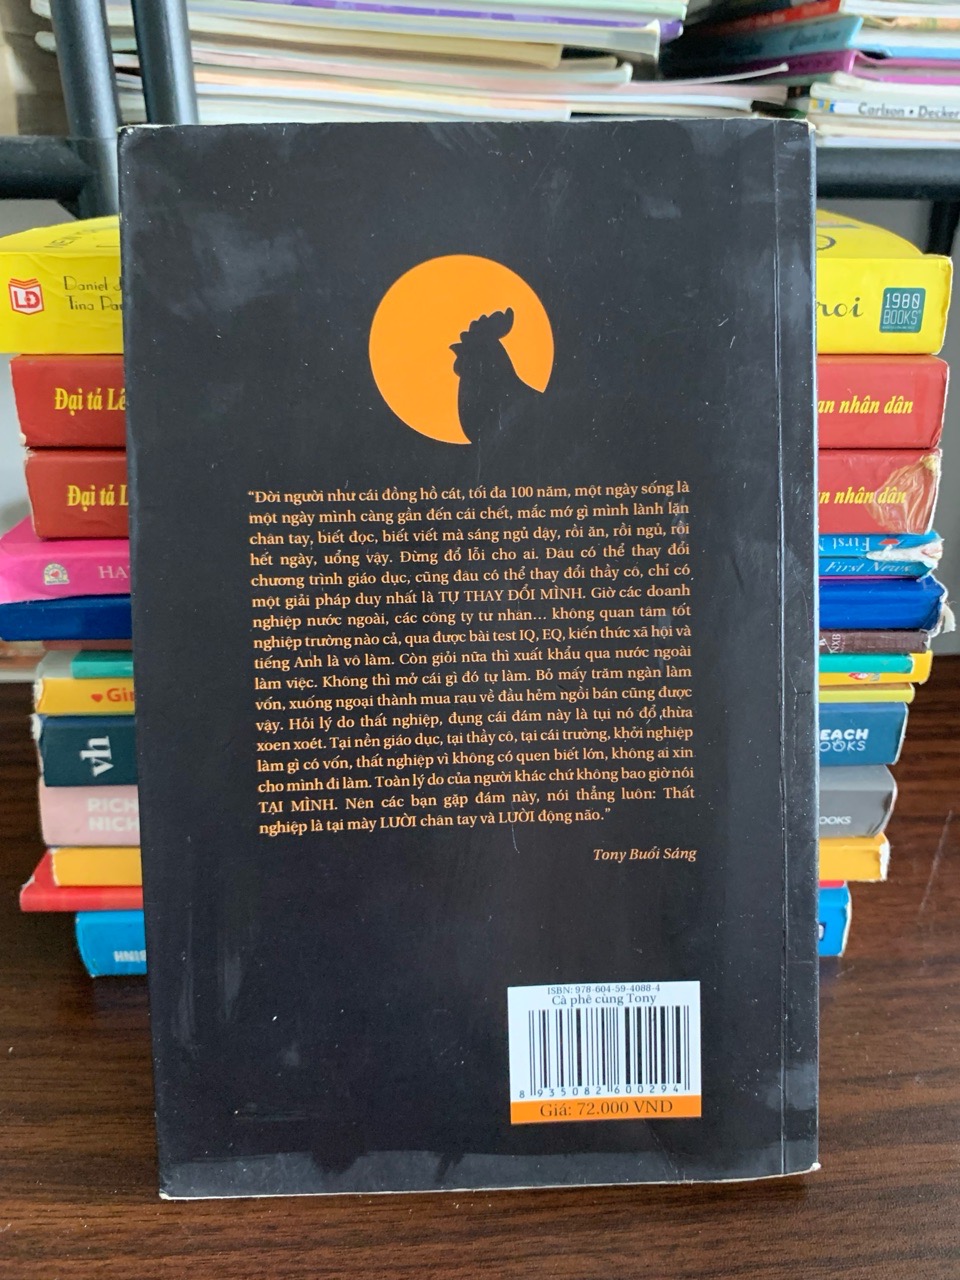 Carlson • Decker
Daniel J
Tina Pa
LĐ
roi
1980
BOOKS
Đại tá Lê
an nhân dân
Đại tá L
an nhân dân
HA
First N
First News
NXB
Gir
vh
EACH
OOKS
RICH
NICH
OOKS
“Đời người như cái đồng hồ cát, tối đa 100 năm, một ngày sống là
một ngày mình càng gần đến cái chết, mắc mớ gì mình lành lặn
chân tay, biết đọc, biết viết mà sáng ngủ dậy, rồi ăn, rồi ngủ, rồi
hết ngày, uổng vậy. Đừng đổ lỗi cho ai. Đâu có thể thay đổi
chương trình giáo dục, cũng đâu có thể thay đổi thầy cô, chỉ có
một giải pháp duy nhất là TỰ THAY ĐỔI MÌNH. Giờ các doanh
nghiệp nước ngoài, các công ty tư nhân... không quan tâm tốt
nghiệp trường nào cả, qua được bài test IQ, EQ, kiến thức xã hội và
tiếng Anh là vô làm. Còn giỏi nữa thì xuất khẩu qua nước ngoài
làm việc. Không thì mở cái gì đó tự làm. Bỏ mấy trăm ngàn làm
vốn, xuống ngoại thành mua rau về đầu hẻm ngồi bán cũng được
vậy. Hỏi lý do thất nghiệp, đụng cái đám này là tụi nó đổ thừa
xoen xoét. Tại nền giáo dục, tại thầy cô, tại cái trường, khởi nghiệp
làm gì có vốn, thất nghiệp vì không có quen biết lớn, không ai xin
cho mình đi làm. Toàn lý do của người khác chứ không bao giờ nói
TẠI MÌNH. Nên các bạn gặp đám này, nói thẳng luôn: Thất
nghiệp là tại mày LƯỜI chân tay và LƯỜI động não.”
Tony Buổi Sáng
ISBN: 978-604-59-4088-4
Cà phê cùng Tony
8 935082 600294
Giá: 72.000 VND